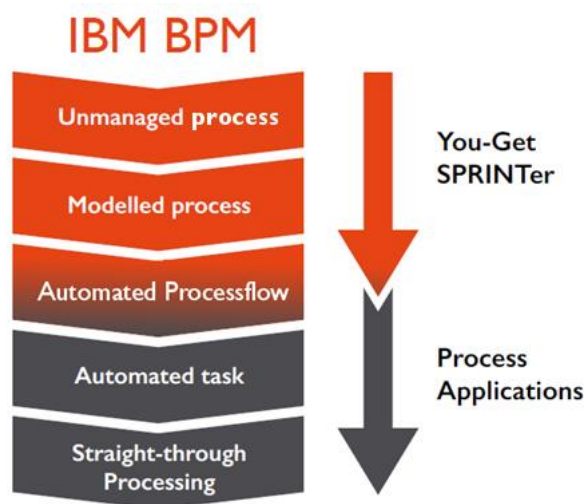 IBM BPM
Unmanaged process
Modelled process
Automated Processflow
Automated task
Straight-through
Processing
You-Get
SPRINTer
Process
Applications